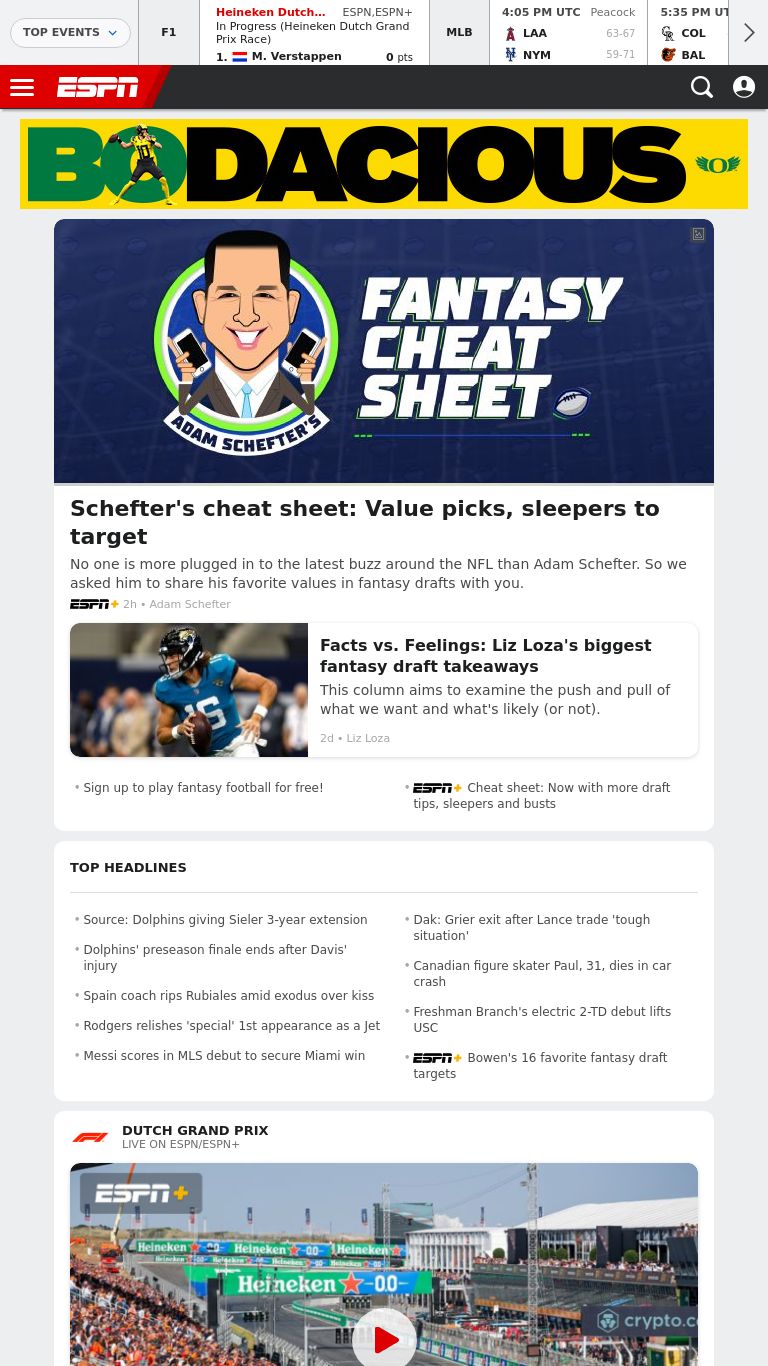 TOP EVENTS
F1
Heineken Dutch...
ESPN,ESPN+
In Progress (Heineken Dutch Grand
Prix Race)
1. M. Verstappen 0 pts
MLB
4:05 PM UTC Peacock
LAA 63-67
NYM 59-71
5:35 PM UT
COL
BAL
ESPN
BODACIOUS
10
ADAM SCHEFTER'S
FANTASY
CHEAT
SHEET
Schefter's cheat sheet: Value picks, sleepers to
target
No one is more plugged in to the latest buzz around the NFL than Adam Schefter. So we
asked him to share his favorite values in fantasy drafts with you.
ESPN+ 2h • Adam Schefter
16
Facts vs. Feelings: Liz Loza's biggest
fantasy draft takeaways
This column aims to examine the push and pull of
what we want and what's likely (or not).
2d • Liz Loza
• Sign up to play fantasy football for free!
• ESPN+ Cheat sheet: Now with more draft
tips, sleepers and busts
TOP HEADLINES
• Source: Dolphins giving Sieler 3-year extension
• Dolphins' preseason finale ends after Davis'
injury
• Spain coach rips Rubiales amid exodus over kiss
• Rodgers relishes 'special' 1st appearance as a Jet
• Messi scores in MLS debut to secure Miami win
• Dak: Grier exit after Lance trade 'tough
situation'
• Canadian figure skater Paul, 31, dies in car
crash
• Freshman Branch's electric 2-TD debut lifts
USC
• ESPN+ Bowen's 16 favorite fantasy draft
targets
DUTCH GRAND PRIX
LIVE ON ESPN/ESPN+
ESPN+
Heineken 0.0 Heineken 0.0 Heineken
Heineken 0.0
crypto.c